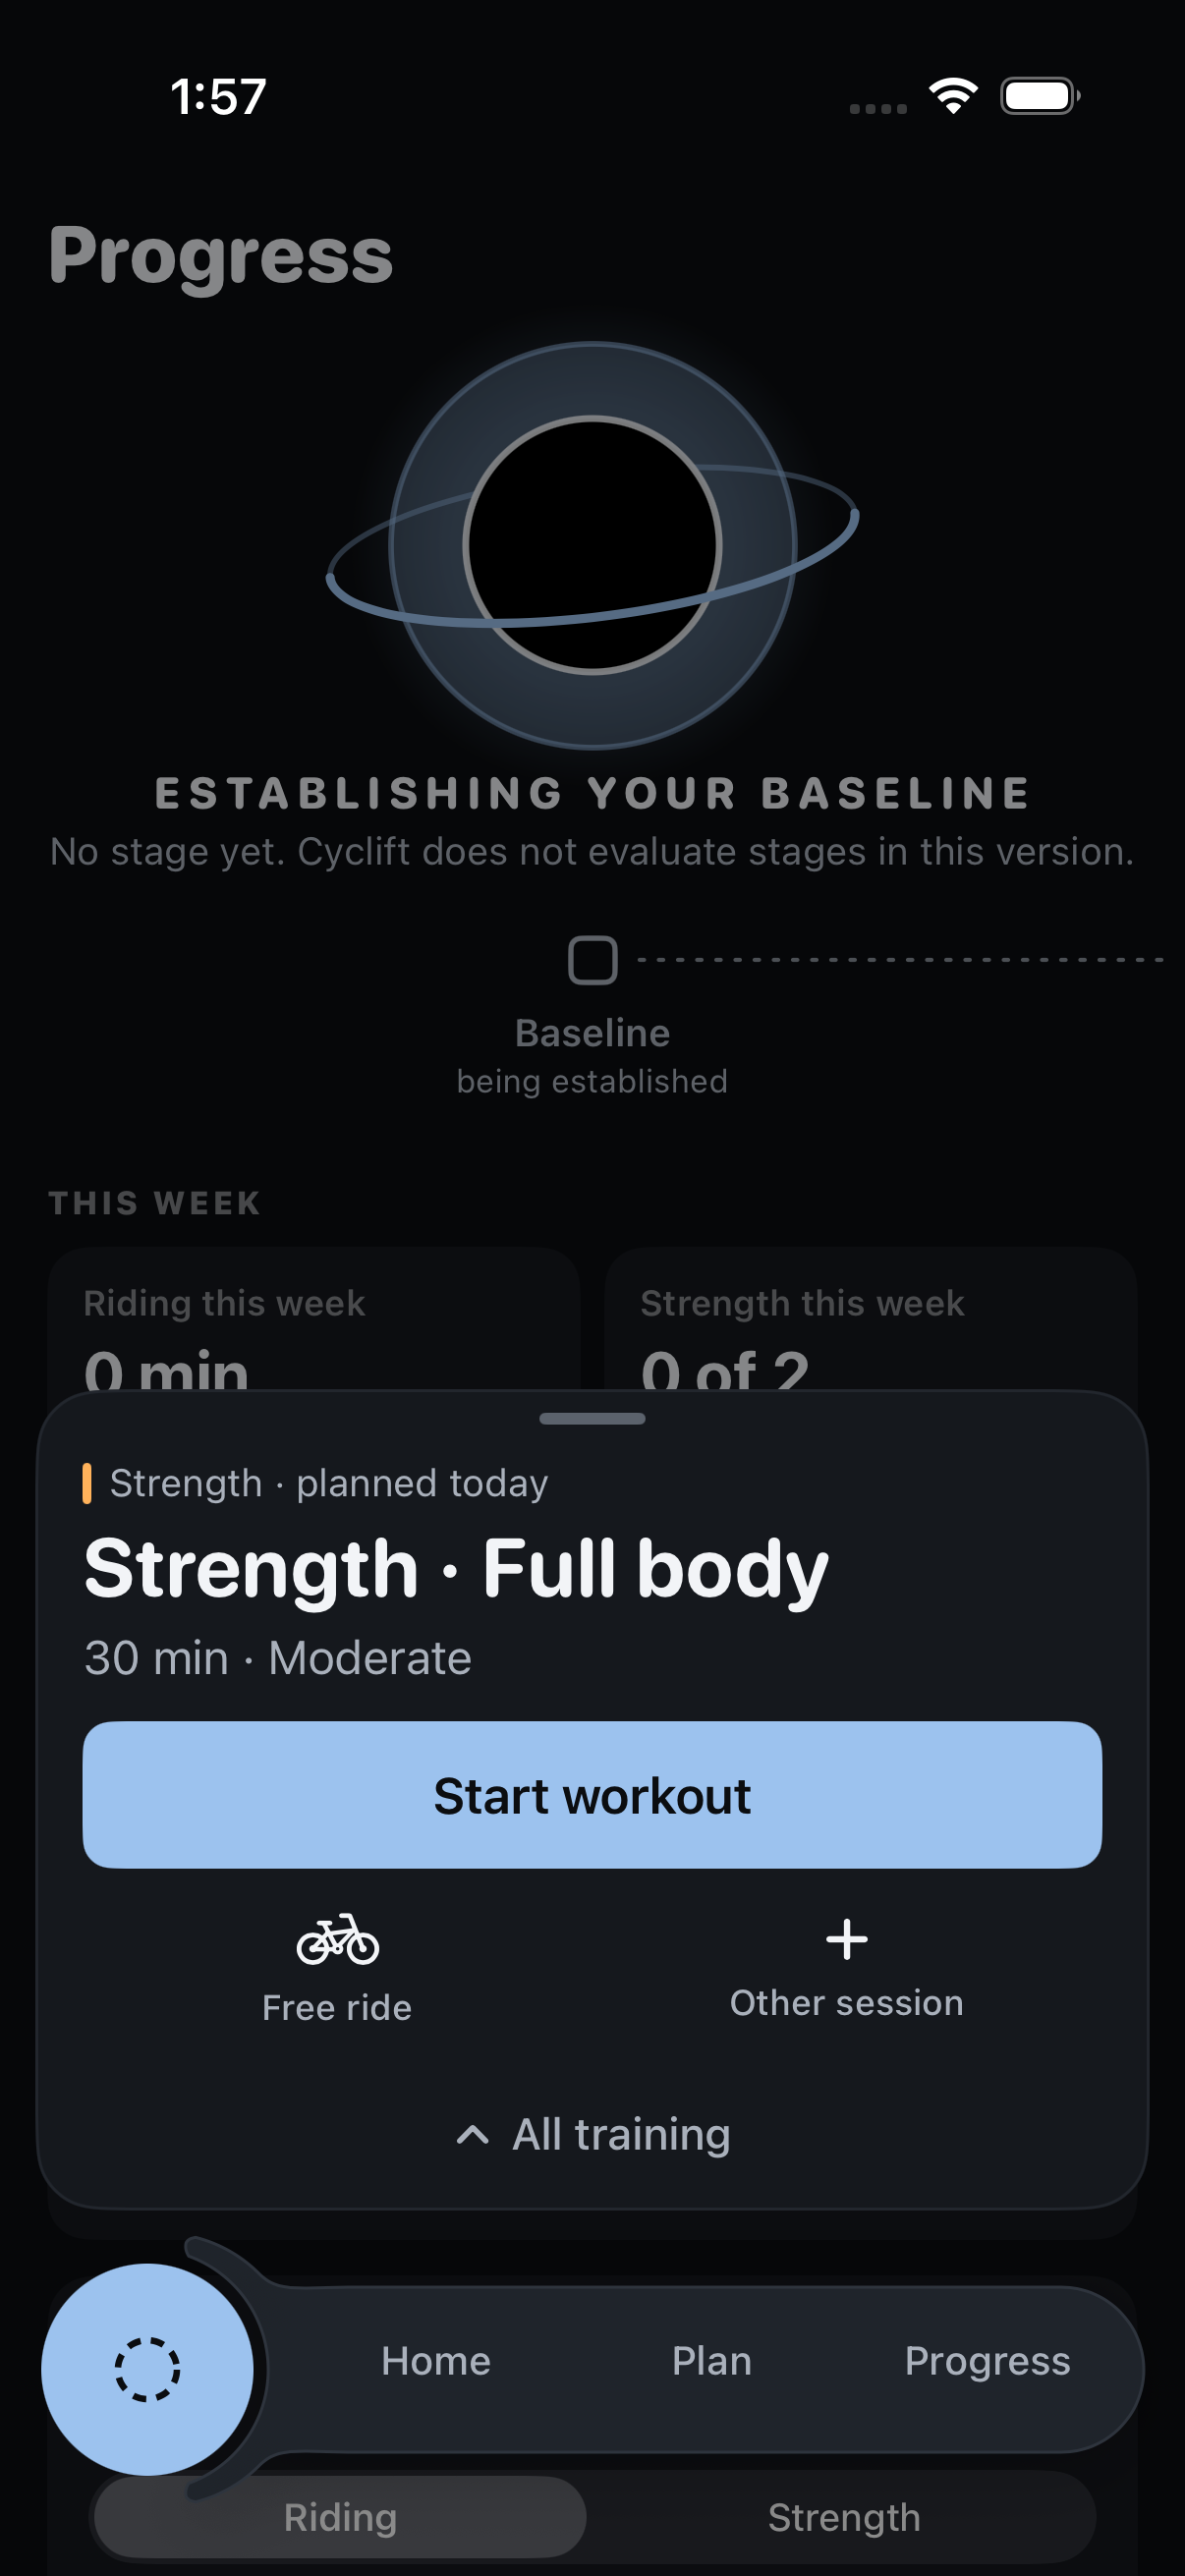 1:57
Progress
ESTABLISHING YOUR BASELINE
No stage yet. Cyclift does not evaluate stages in this version.
Baseline
being established
THIS WEEK
Riding this week
Strength this week
0 min
0 of 2
Strength · planned today
Strength · Full body
30 min · Moderate
Start workout
Free ride
Other session
All training
Home
Plan
Progress
Riding
Strength